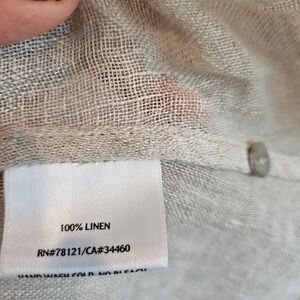 100% LINEN
RN#78121/CA#34460
HAND WASH COLD. NO BLEACH